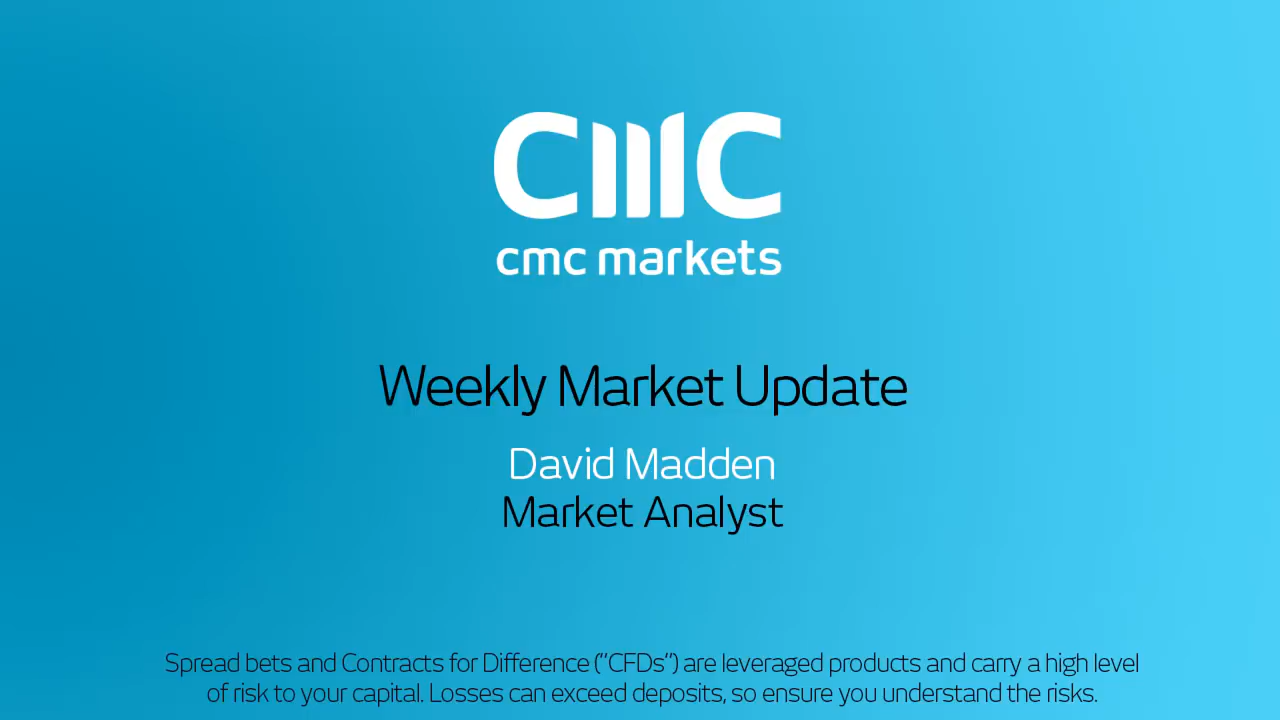 CMC
cmc markets
Weekly Market Update
David Madden
Market Analyst
Spread bets and Contracts for Difference (”CFDs”) are leveraged products and carry a high level
of risk to your capital. Losses can exceed deposits, so ensure you understand the risks.